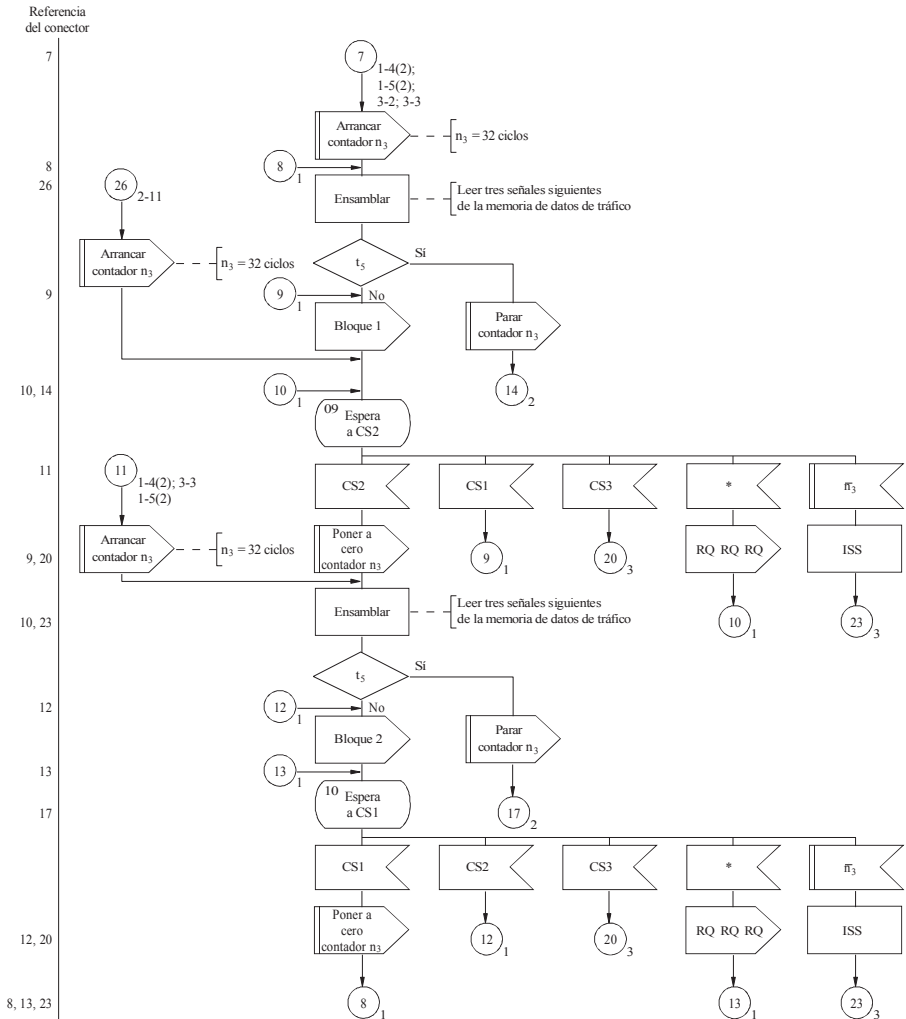 Referencia
del conector
7
7
1-4(2);
1-5(2);
3-2; 3-3
Arrancar
contador n3
n3 = 32 ciclos
8
8
1
26
26
2-11
Ensamblar
Leer tres señales siguientes
de la memoria de datos de tráfico
Arrancar
contador n3
n3 = 32 ciclos
t5
Sí
9
9
1
No
Bloque 1
Parar
contador n3
10, 14
10
1
14
2
09
Espera
a CS2
11
11
1-4(2); 3-3
1-5(2)
CS2
CS1
CS3
*
n̅3
9, 20
Arrancar
contador n3
n3 = 32 ciclos
Poner a
cero
contador n3
9
1
20
3
RQ RQ RQ
ISS
10, 23
Ensamblar
Leer tres señales siguientes
de la memoria de datos de tráfico
10
1
23
3
t5
Sí
12
12
1
No
Bloque 2
Parar
contador n3
13
13
1
17
10
Espera
a CS1
17
2
CS1
CS2
CS3
*
n̅3
12, 20
Poner a
cero
contador n3
12
1
20
3
RQ RQ RQ
ISS
8, 13, 23
8
1
13
1
23
3